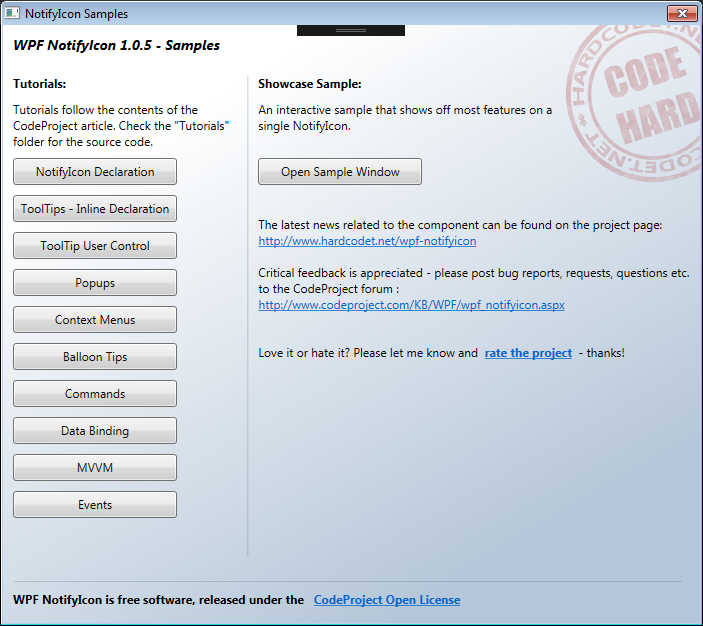 NotifyIcon Samples
WPF NotifyIcon 1.0.5 - Samples
Tutorials:
Tutorials follow the contents of the
CodeProject article. Check the "Tutorials"
folder for the source code.
NotifyIcon Declaration
ToolTips - Inline Declaration
ToolTip User Control
Popups
Context Menus
Balloon Tips
Commands
Data Binding
MVVM
Events
Showcase Sample:
An interactive sample that shows off most features on a
single NotifyIcon.
Open Sample Window
The latest news related to the component can be found on the project page:
http://www.hardcodet.net/wpf-notifyicon
Critical feedback is appreciated - please post bug reports, requests, questions etc.
to the CodeProject forum :
http://www.codeproject.com/KB/WPF/wpf_notifyicon.aspx
Love it or hate it? Please let me know and rate the project - thanks!
HARDCODET.NE
CODE
HARD
CODET.NET
WPF NotifyIcon is free software, released under the CodeProject Open License